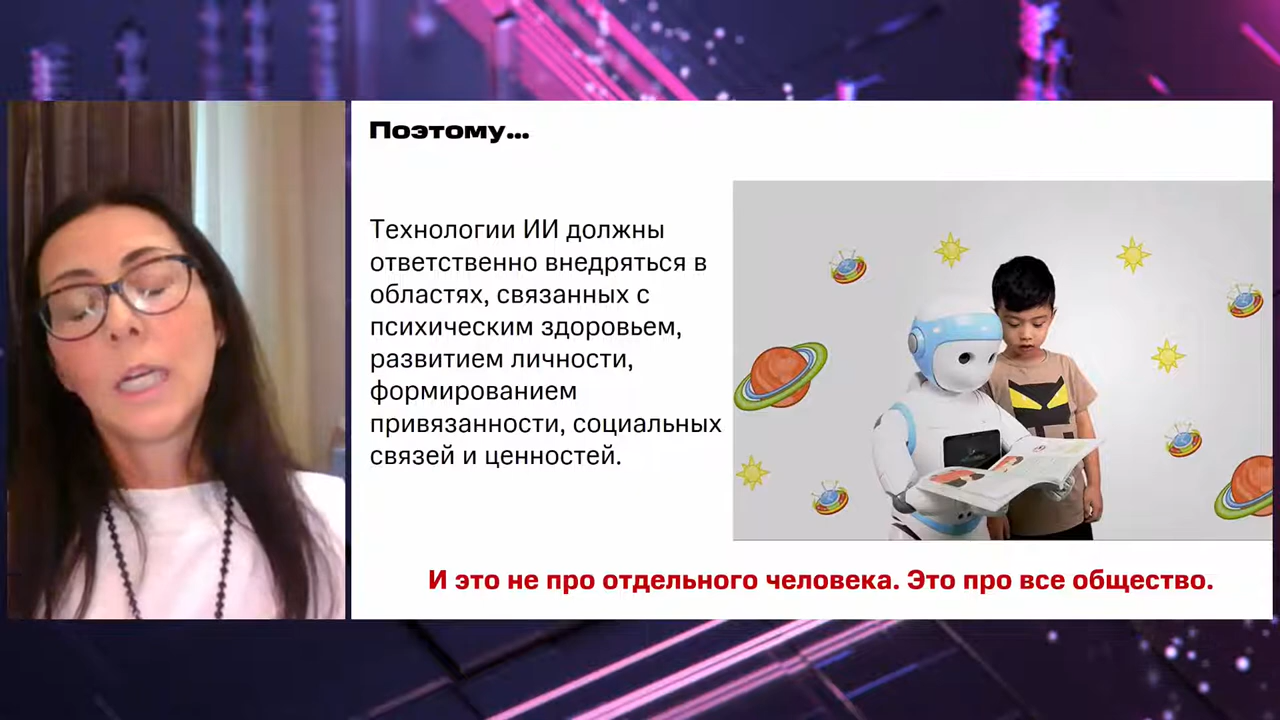 Поэтому...
Технологии ИИ должны
ответственно внедряться в
областях, связанных с
психическим здоровьем,
развитием личности,
формированием
привязанности, социальных
связей и ценностей.
И это не про отдельного человека. Это про все общество.